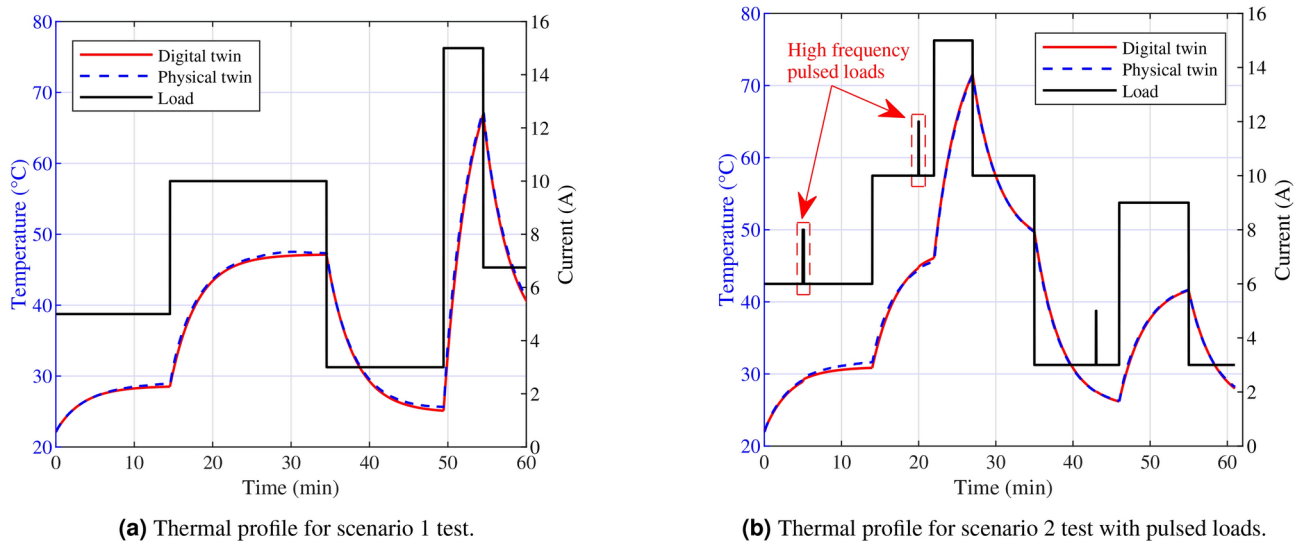 80
70
60
50
40
30
20
Temperature (°C)
Digital twin
Physical twin
Load
16
14
12
10
8
6
4
2
0
Current (A)
0 10 20 30 40 50 60
Time (min)
(a) Thermal profile for scenario 1 test.
80
70
60
50
40
30
20
Temperature (°C)
High frequency
pulsed loads
Digital twin
Physical twin
Load
16
14
12
10
8
6
4
2
0
Current (A)
0 10 20 30 40 50 60
Time (min)
(b) Thermal profile for scenario 2 test with pulsed loads.